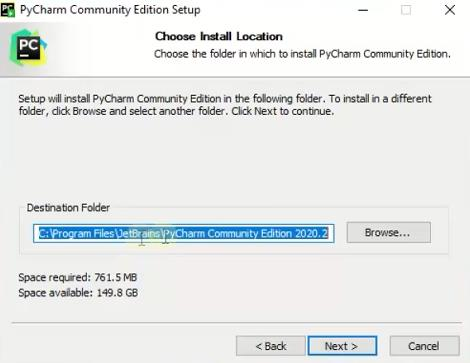 PyCharm Community Edition Setup
PC
Choose Install Location
Choose the folder in which to install PyCharm Community Edition.
Setup will install PyCharm Community Edition in the following folder. To install in a different
folder, click Browse and select another folder. Click Next to continue.
Destination Folder
C:\Program Files\JetBrains\PyCharm Community Edition 2020.2
Browse...
Space required: 761.5 MB
Space available: 149.8 GB
< Back
Next >
Cancel